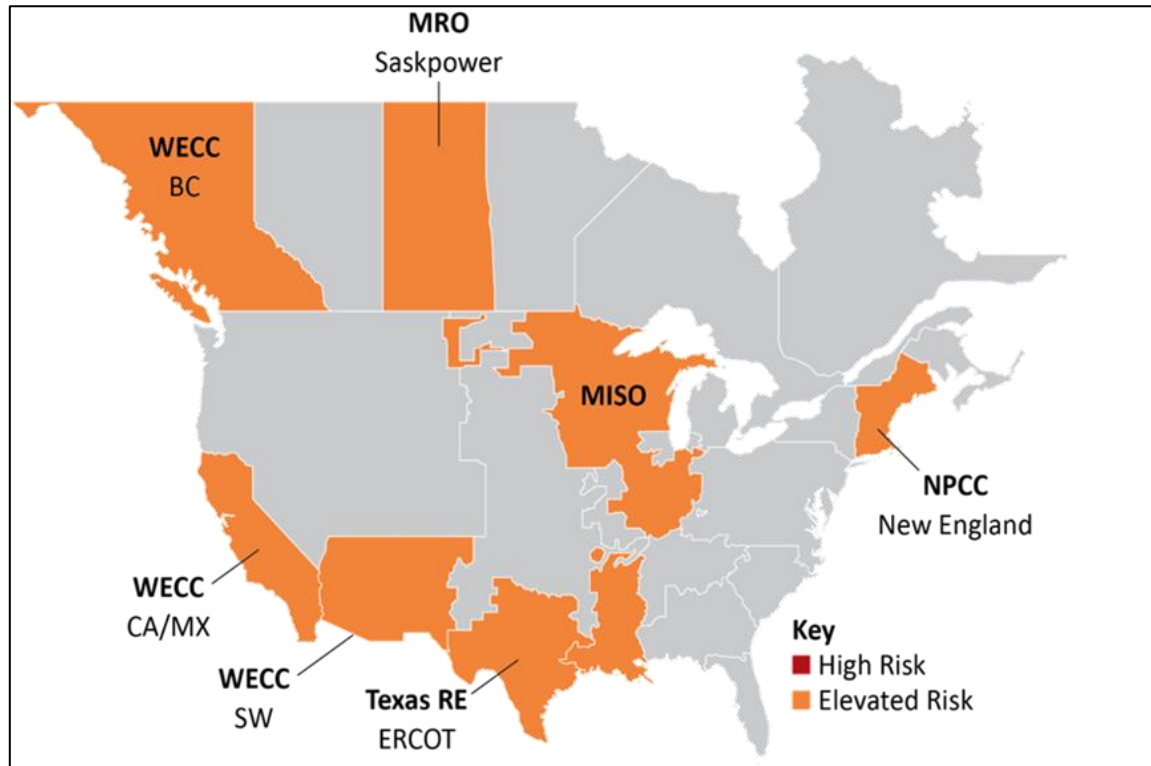 MRO
Saskpower
WECC
BC
MISO
NPCC
New England
WECC
CA/MX
WECC
SW
Texas RE
ERCOT
Key
High Risk
Elevated Risk